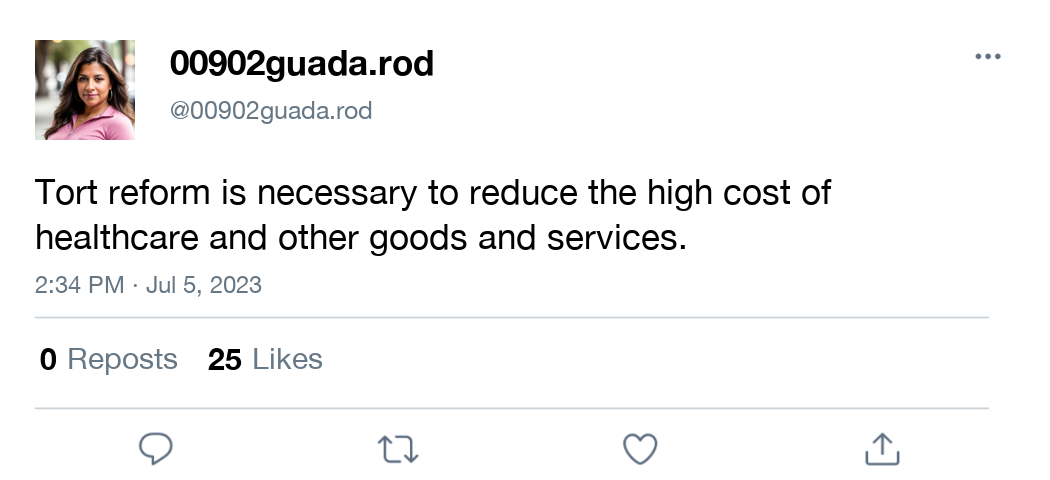 00902guada.rod
@00902guada.rod
Tort reform is necessary to reduce the high cost of
healthcare and other goods and services.
2:34 PM · Jul 5, 2023
0 Reposts 25 Likes